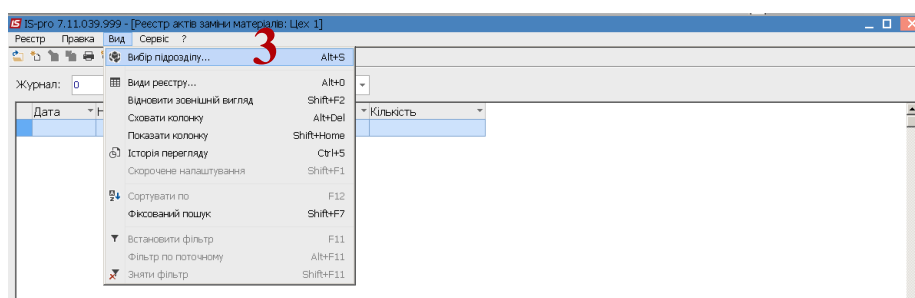 IS-pro 7.11.039.999 - [Реєстр актів заміни матеріалів: Цех 1]
Реєстр Правка Вид Сервіс ?
3
Вибір підрозділу... Alt+S
Журнал: 0
Види реєстру... Alt+0
Відновити зовнішній вигляд Shift+F2
Дата Н Кількість
Сховати колонку Alt+Del
Показати колонку Shift+Home
Історія перегляду Ctrl+5
Скорочене налаштування Shift+F1
Сортувати по F12
Фіксований пошук Shift+F7
Встановити фільтр F11
Фільтр по поточному Alt+F11
Зняти фільтр Shift+F11